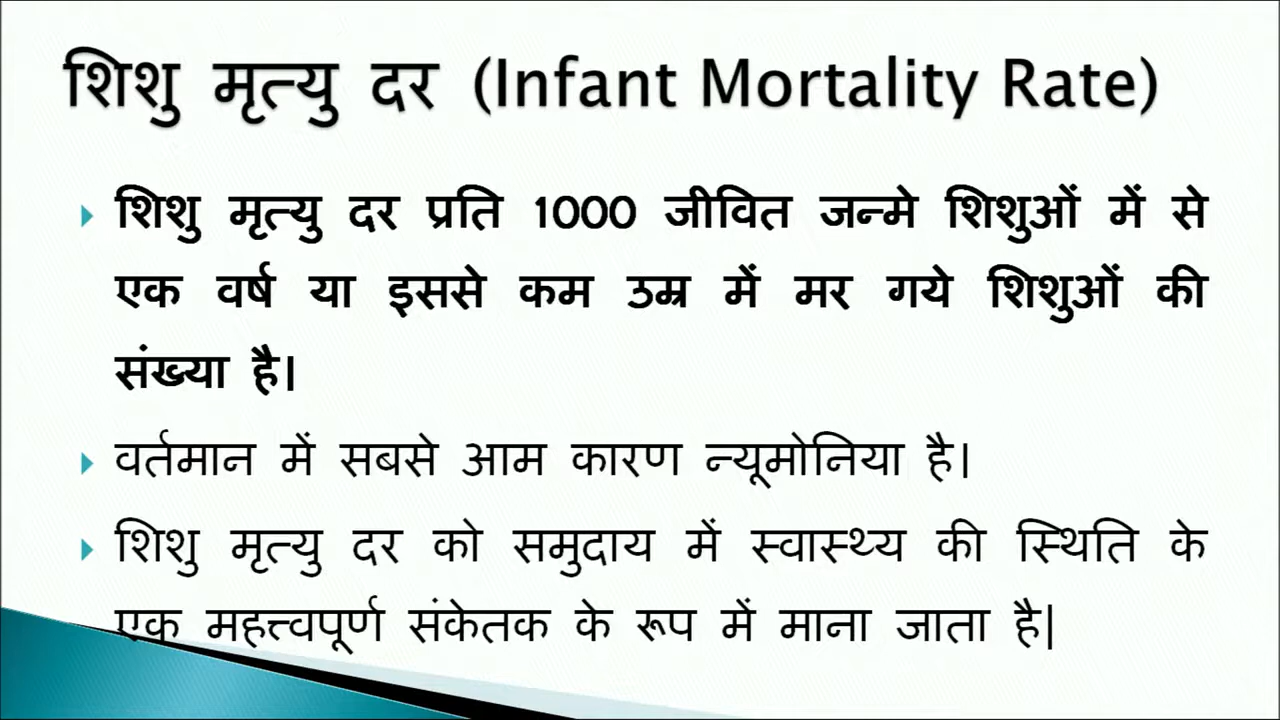 शिशु मृत्यु दर (Infant Mortality Rate)
शिशु मृत्यु दर प्रति 1000 जीवित जन्मे शिशुओं में से
एक वर्ष या इससे कम उम्र में मर गये शिशुओं की
संख्या है।
वर्तमान में सबसे आम कारण न्यूमोनिया है।
शिशु मृत्यु दर को समुदाय में स्वास्थ्य की स्थिति के
एक महत्त्वपूर्ण संकेतक के रूप में माना जाता है|